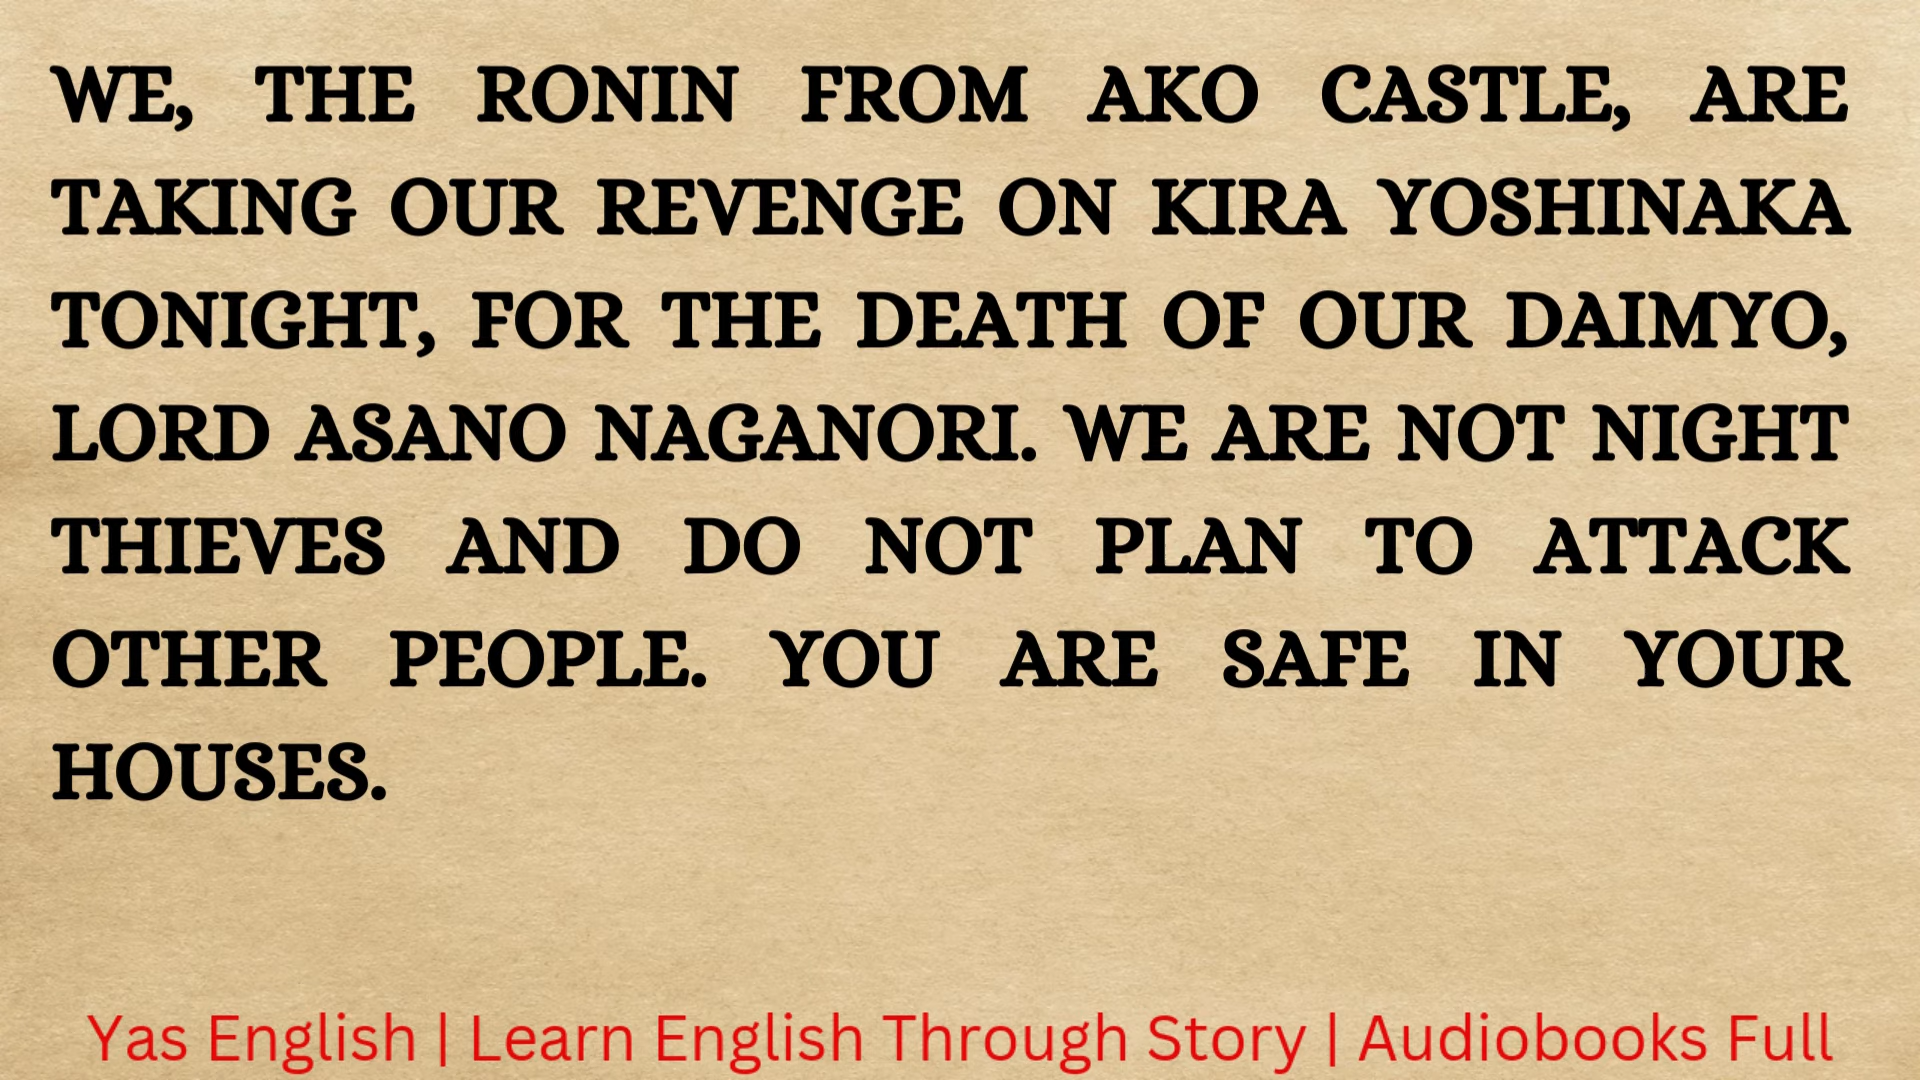 WE, THE RONIN FROM AKO CASTLE, ARE
TAKING OUR REVENGE ON KIRA YOSHINAKA
TONIGHT, FOR THE DEATH OF OUR DAIMYO,
LORD ASANO NAGANORI. WE ARE NOT NIGHT
THIEVES AND DO NOT PLAN TO ATTACK
OTHER PEOPLE. YOU ARE SAFE IN YOUR
HOUSES.
Yas English | Learn English Through Story | Audiobooks Full